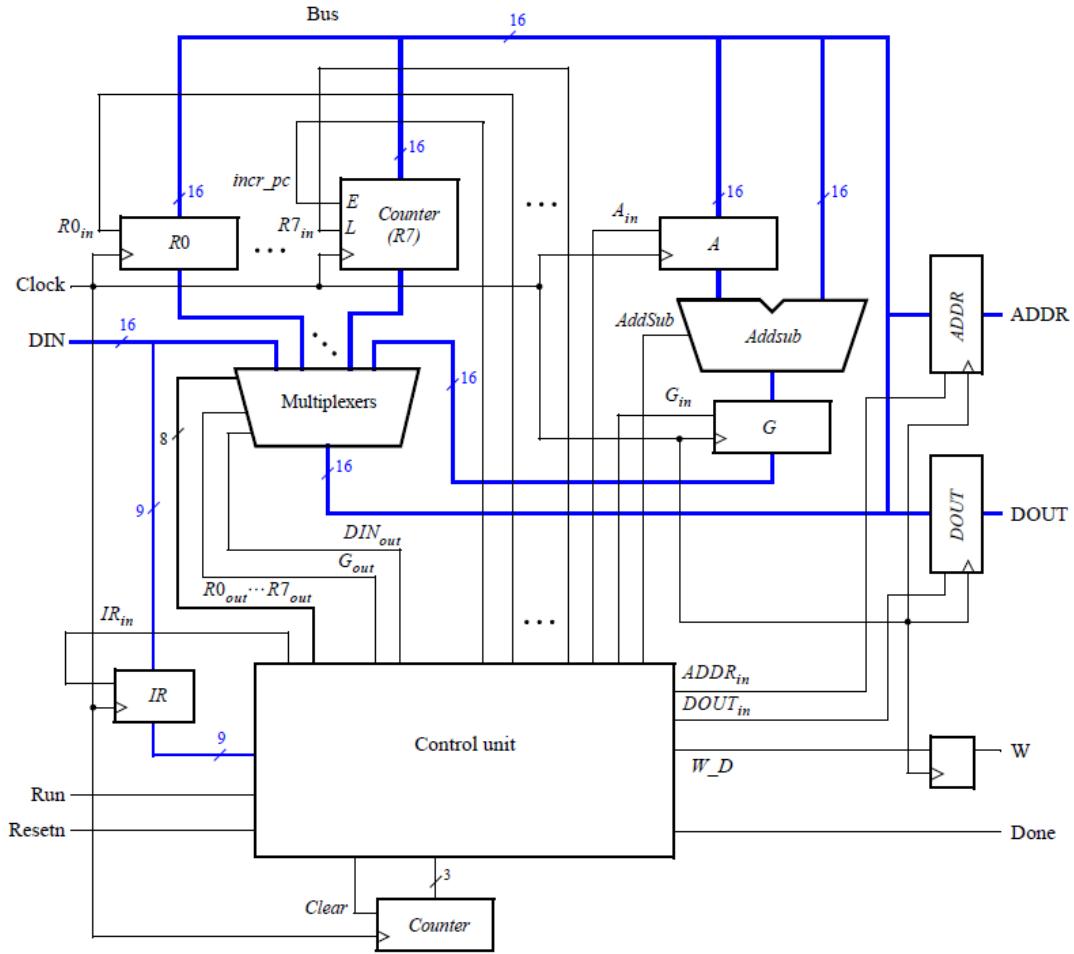 Bus
16
16
incr_pc
E
L
Counter
(R7)
16
R0in
R0
...
R7in
...
Ain
A
16
16
Clock
DIN
16
Multiplexers
8
16
16
AddSub
Addsub
Gin
G
ADDR
ADDR
DOUT
DOUT
9
DINout
Gout
R0out...R7out
IRin
IR
9
...
Control unit
ADDRin
DOUTin
W_D
W
Run
Resetn
Done
Clear
3
Counter